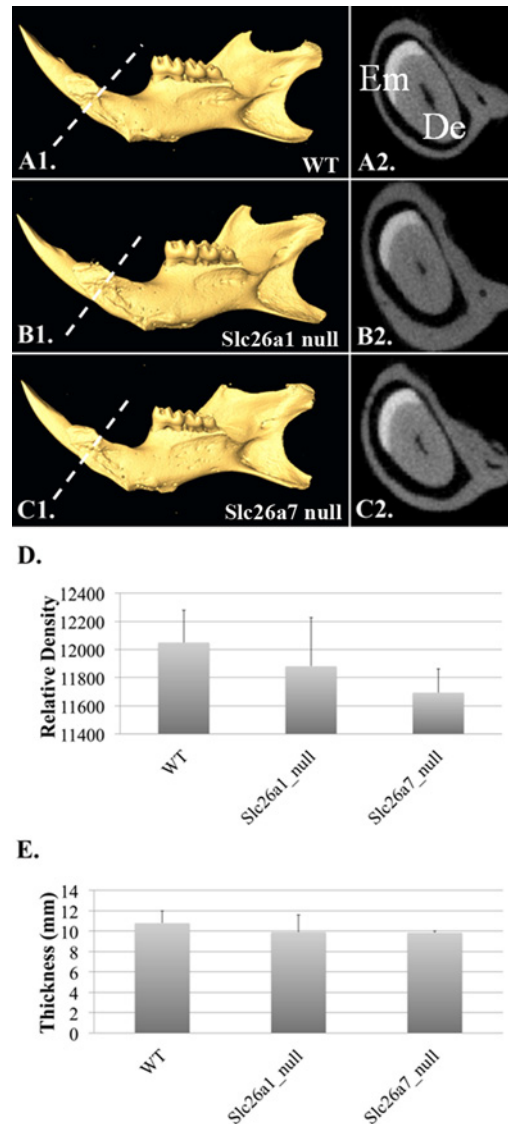 Em
De
A1.
WT
A2.
B1.
Slc26a1 null
B2.
C1.
Slc26a7 null
C2.
D.
Relative Density
12400
12200
12000
11800
11600
11400
WT
Slc26a1_null
Slc26a7_null
E.
Thickness (mm)
14
12
10
8
6
4
2
0
WT
Slc26a1_null
Slc26a7_null